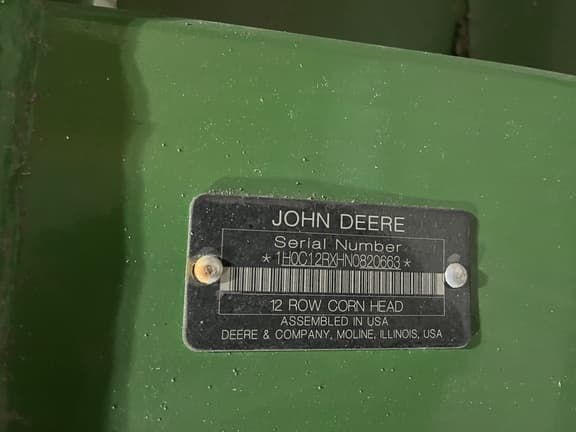 JOHN DEERE
Serial Number
*1H0C12RXHN0820663*
12 ROW CORN HEAD
ASSEMBLED IN USA
DEERE & COMPANY, MOLINE, ILLINOIS, USA